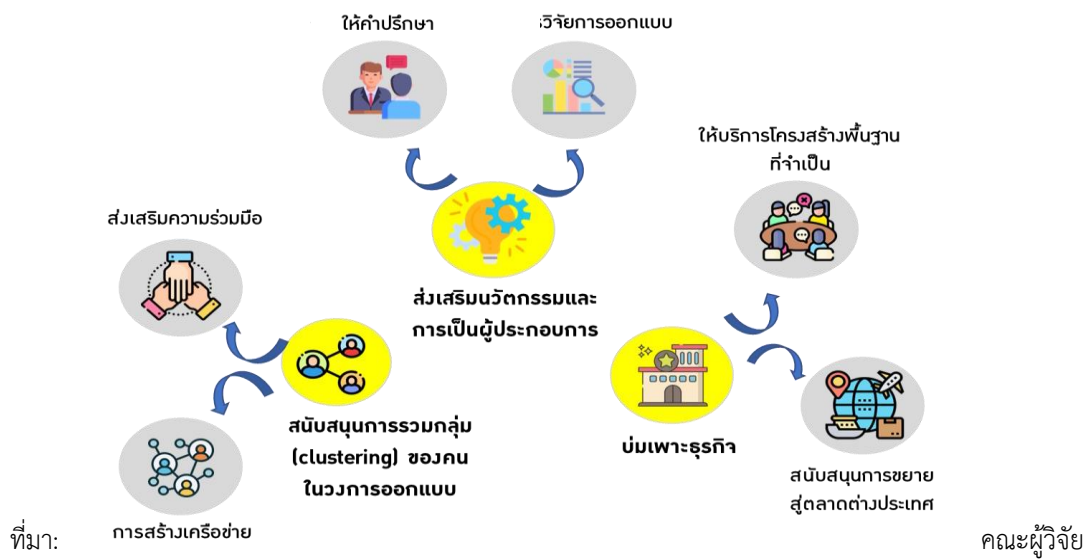 ให้คำปรึกษา
วิจัยการออกแบบ
ให้บริการโครงสร้างพื้นฐาน
ที่จำเป็น
ส่งเสริมความร่วมมือ
ส่งเสริมนวัตกรรมและ
การเป็นผู้ประกอบการ
สนับสนุนการรวมกลุ่ม
(clustering) ของคน
ในวงการออกแบบ
บ่มเพาะธุรกิจ
สนับสนุนการขยาย
สู่ตลาดต่างประเทศ
การสร้างเครือข่าย
ที่มา: คณะผู้วิจัย